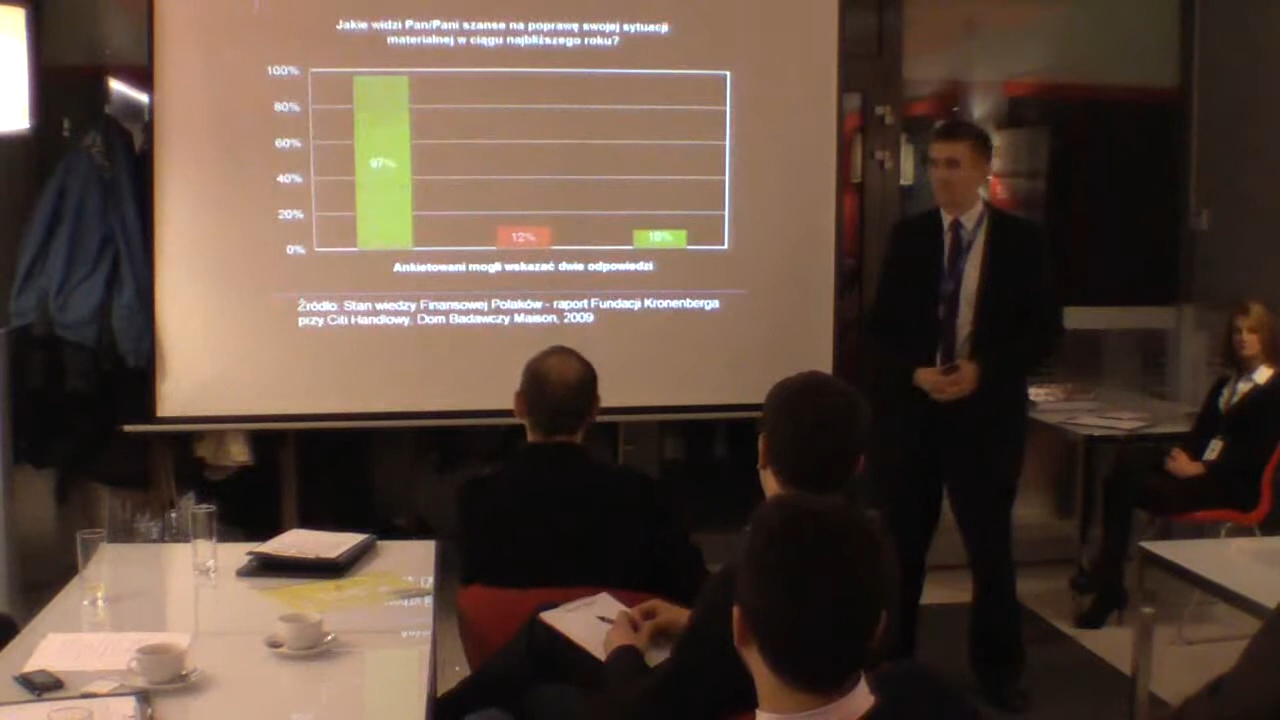 Jakie widzi Pan/Pani szanse na poprawę swojej sytuacji
materialnej w ciągu najbliższego roku?
100%
80%
60%
40%
20%
0%
97%
12%
10%
Ankietowani mogli wskazać dwie odpowiedzi
Źródło: Stan wiedzy Finansowej Polaków - raport Fundacji Kronenberga
przy Citi Handlowy, Dom Badawczy Maison, 2009